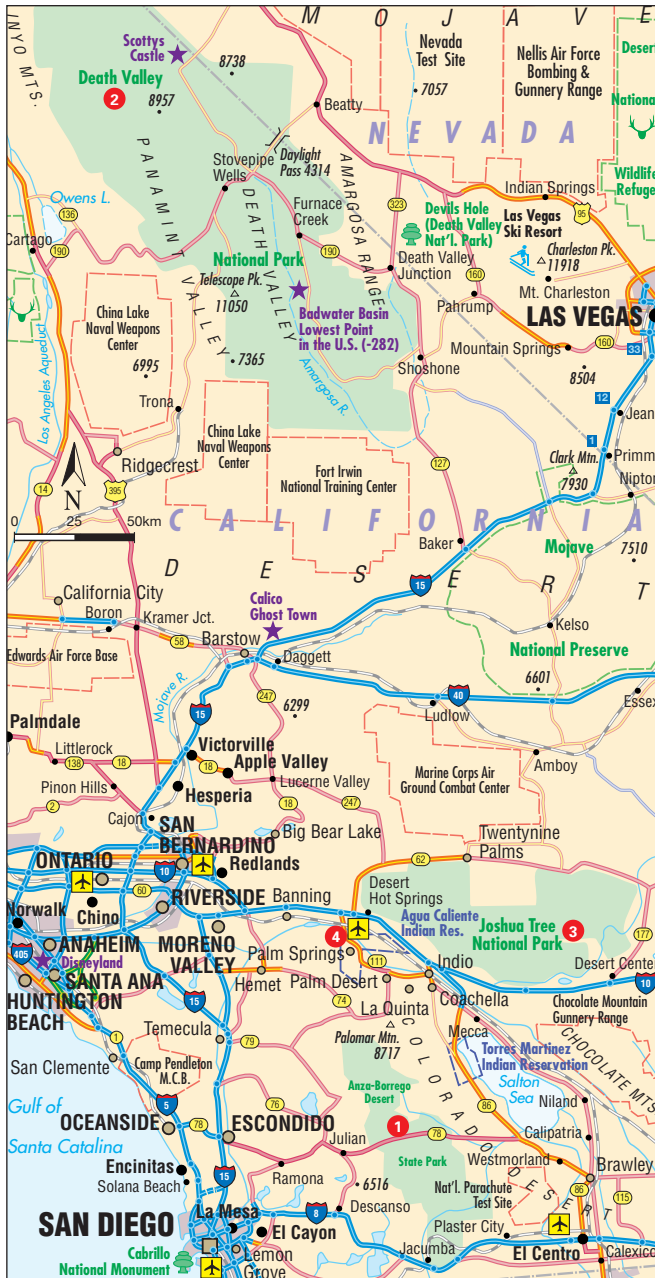 M O J A V E
INYO MTS.
Scottys
Castle
8738
Nevada
Test Site
Nellis Air Force
Bombing &
Gunnery Range
Desert
National
Wildlife
Refuge
Death Valley
2
8957
7057
Beatty
NEVADA
PANAMINT VALLEY
Daylight
Pass 4314
Stovepipe
Wells
AMARGOSA RANGE
DEATH VALLEY
Owens L.
136
Indian Springs
95
Furnace
Creek
323
Devils Hole
(Death Valley
Nat'l. Park)
Las Vegas
Ski Resort
Cartago
190
National Park
190
Charleston Pk.
11918
Death Valley
Junction
160
Telescope Pk.
11050
Mt. Charleston
Pahrump
China Lake
Naval Weapons
Center
Badwater Basin
Lowest Point
in the U.S. (-282)
LAS VEGAS
160
33
Mountain Springs
Los Angeles Aqueduct
6995
7365
Shoshone
8504
Amargosa R.
Trona
12
Jean
China Lake
Naval Weapons
Center
1
Primm
Ridgecrest
127
Clark Mtn.
7930
Nipton
Fort Irwin
National Training Center
N
14
395
0 25 50km
CALIFORNIA
Baker
Mojave
7510
D E S E R T
15
California City
Calico
Ghost Town
Boron
Kramer Jct.
Kelso
58
Barstow
National Preserve
Edwards Air Force Base
Daggett
Mojave R.
247
6601
40
Essex
15
6299
Ludlow
Palmdale
Victorville
Littlerock
138
18
18
Apple Valley
Amboy
Pinon Hills
Hesperia
Lucerne Valley
Marine Corps Air
Ground Combat Center
2
18
247
Cajon
SAN
BERNARDINO
Big Bear Lake
Twentynine
Palms
ONTARIO
10
Redlands
62
60
RIVERSIDE
Banning
Desert
Hot Springs
Chino
Norwalk
Agua Caliente
Indian Res.
Joshua Tree
National Park
3
177
4
ANAHEIM
MORENO
VALLEY
405
Disneyland
Palm Springs
Indio
111
Desert Cente
SANTA ANA
Hemet
Palm Desert
10
HUNTINGTON
BEACH
15
74
Coachella
La Quinta
Chocolate Mountain
Gunnery Range
1
Temecula
79
Mecca
Palomar Mtn.
8717
CHOCOLATE MTS.
San Clemente
Camp Pendleton
M.C.B.
Torres Martinez
Indian Reservation
COLORADO DESERT
Anza-Borrego
Desert
Salton
Sea
Gulf of
Santa Catalina
5
76
86
Niland
OCEANSIDE
78
ESCONDIDO
1
78
Calipatria
Julian
Encinitas
State Park
Westmorland
Solana Beach
15
Ramona
Brawley
6516
Nat'l. Parachute
Test Site
86
115
SAN DIEGO
La Mesa
8
Descanso
Plaster City
El Cayon
El Centro
Cabrillo
National Monument
Lemon
Grove
Jacumba
Calexico